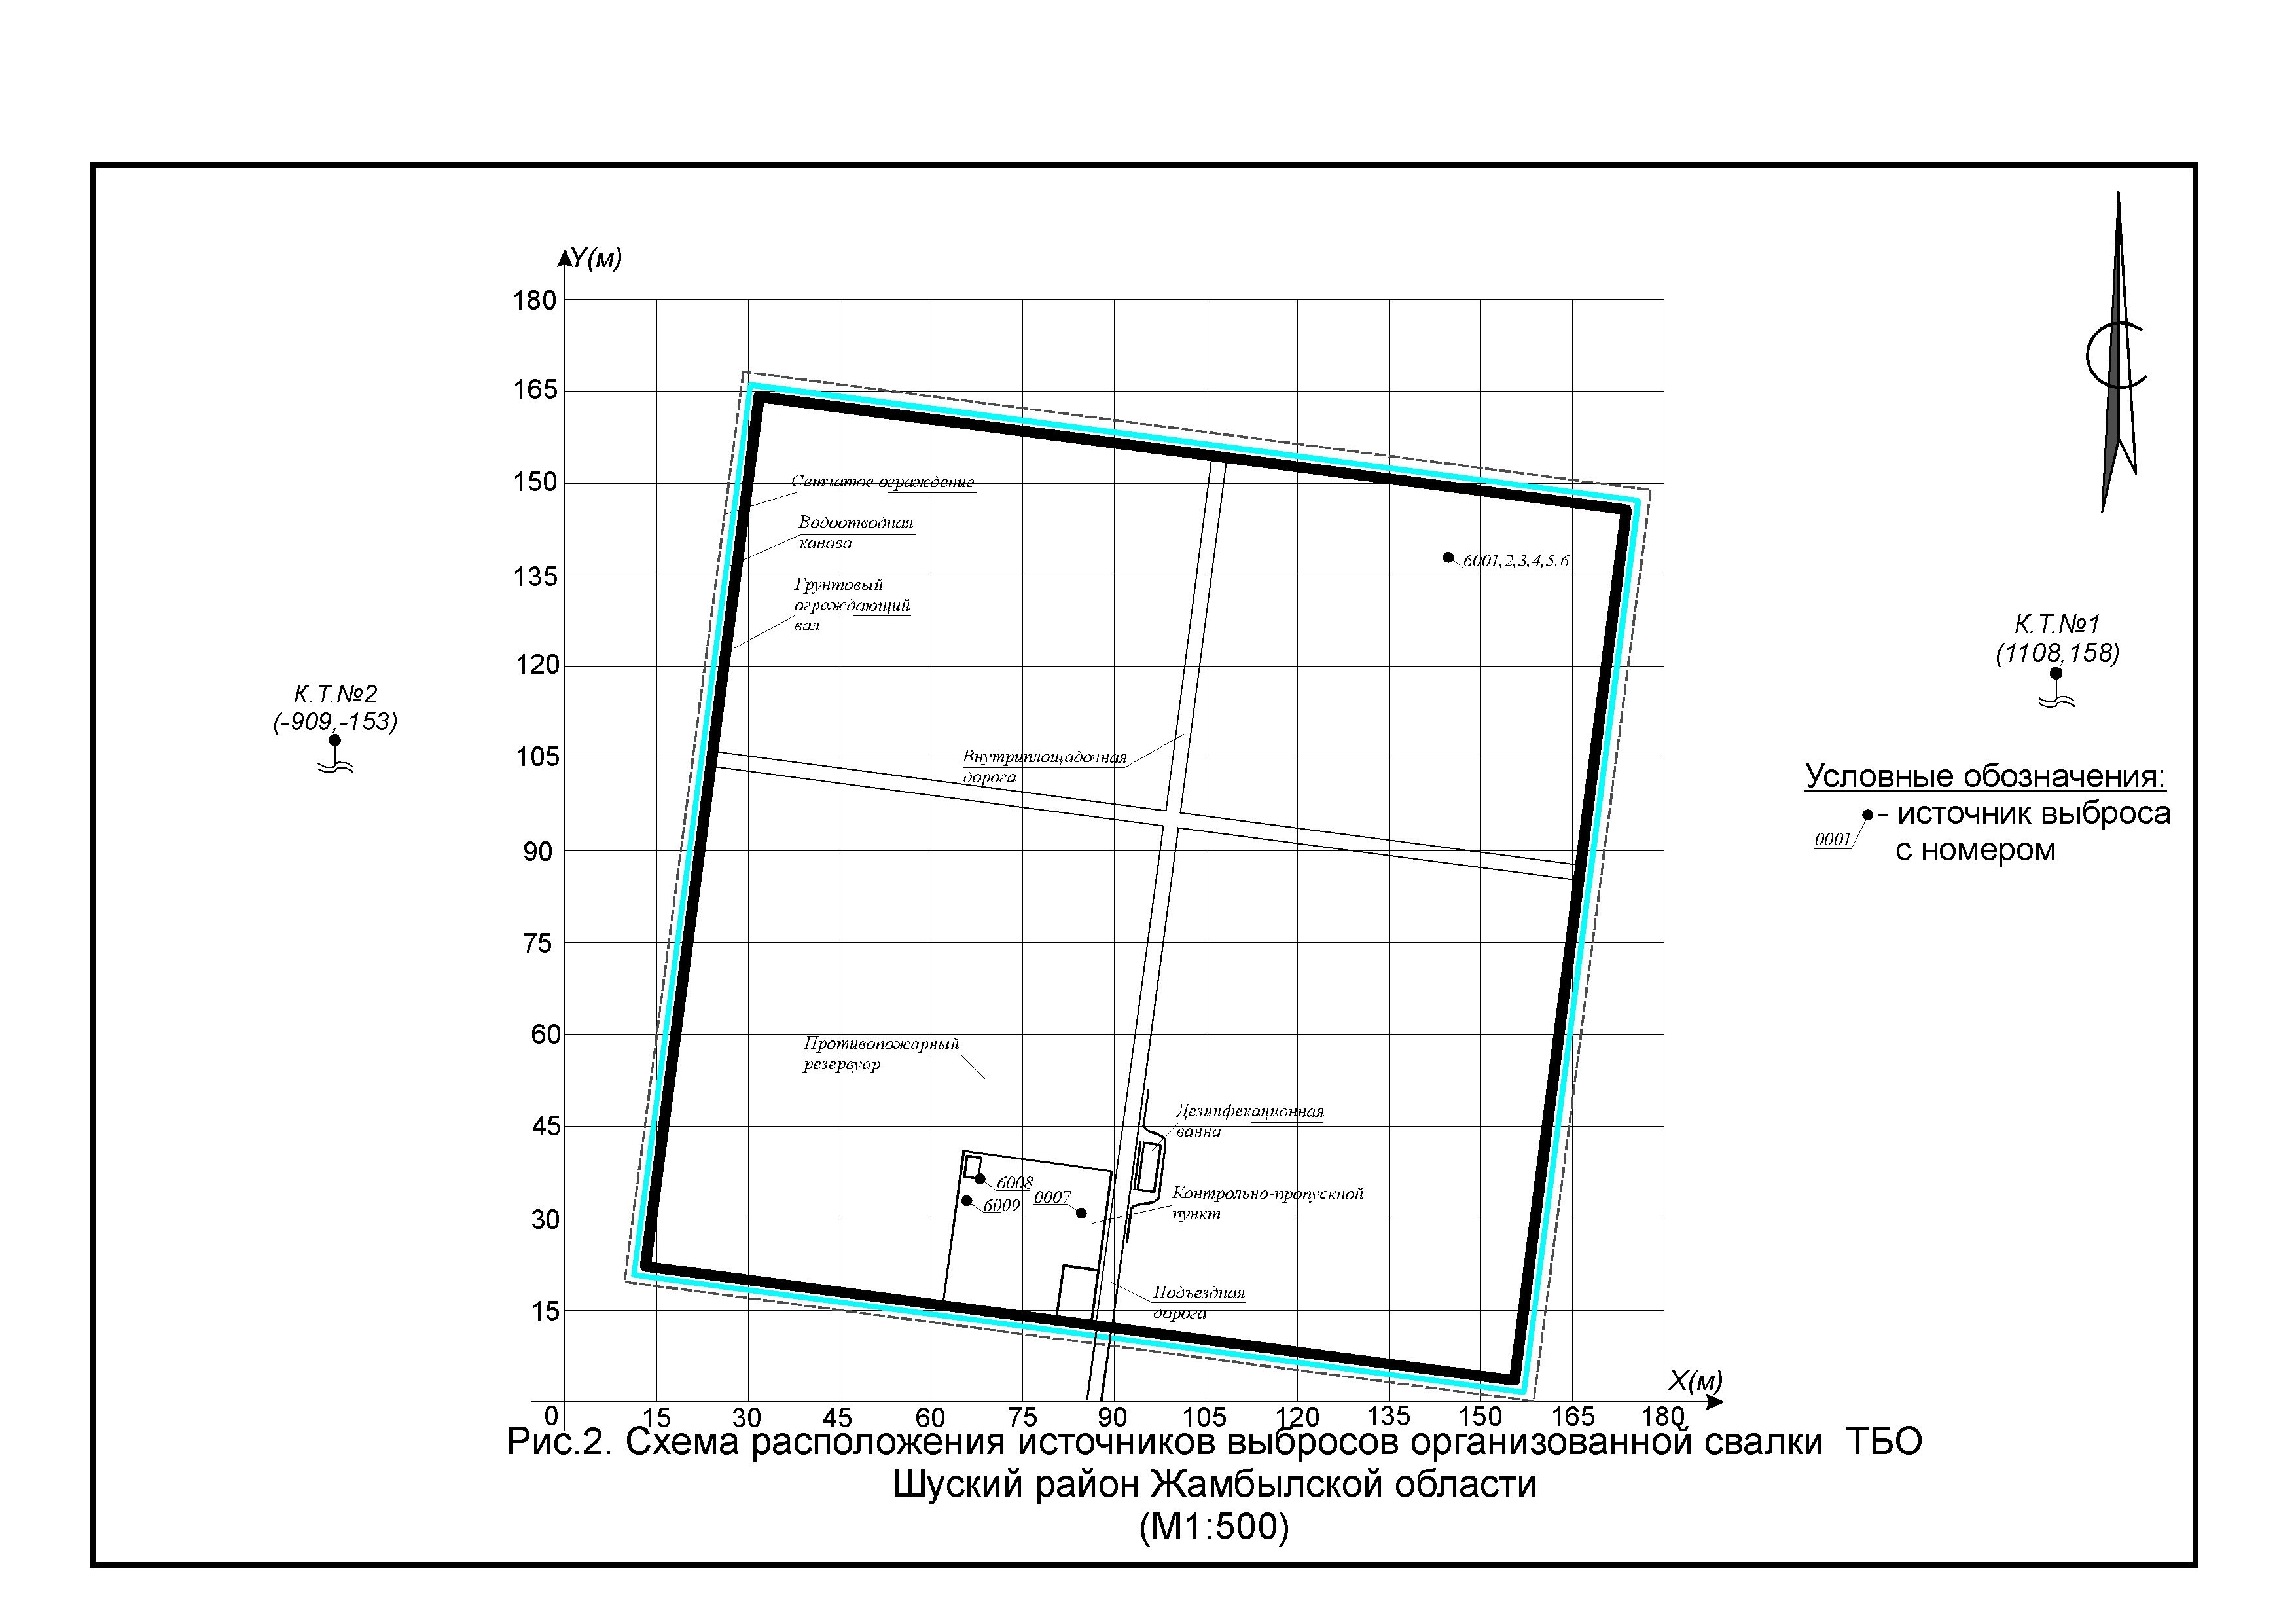 Y(м)
180
165
150
135
120
105
90
75
60
45
30
15
0
15
30
45
60
75
90
105
120
135
150
165
180
X(м)
Сетчатое ограждение
Водоотводная
канава
Грунтовый
ограждающий
вал
6001,2,3,4,5,6
К.Т.№1
(1108,158)
К.Т.№2
(-909,-153)
Внутриплощадочная
дорога
Условные обозначения:
- источник выброса
0001
с номером
Противопожарный
резервуар
Дезинфекационная
ванна
6008
6009
0007
Контрольно-пропускной
пункт
Подъездная
дорога
Рис.2. Схема расположения источников выбросов организованной свалки ТБО
Шуский район Жамбылской области
(М1:500)